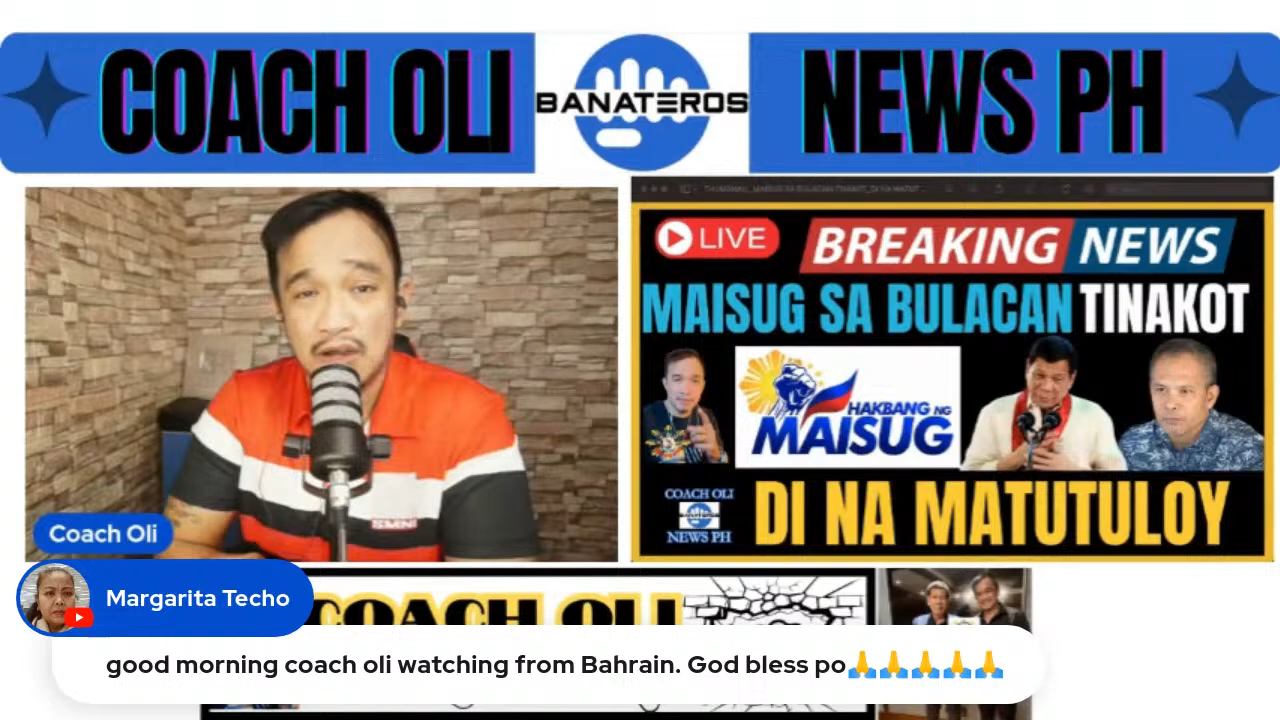 COACH OLI
BANATEROS
NEWS PH
LIVE
BREAKING NEWS
MAISUG SA BULACAN TINAKOT
HAKBANG NG
MAISUG
COACH OLI
BANATEROS
NEWS PH
DI NA MATUTULOY
SMNI
Coach Oli
Margarita Techo
COACH OLI
good morning coach oli watching from Bahrain. God bless po🙏🙏🙏🙏🙏